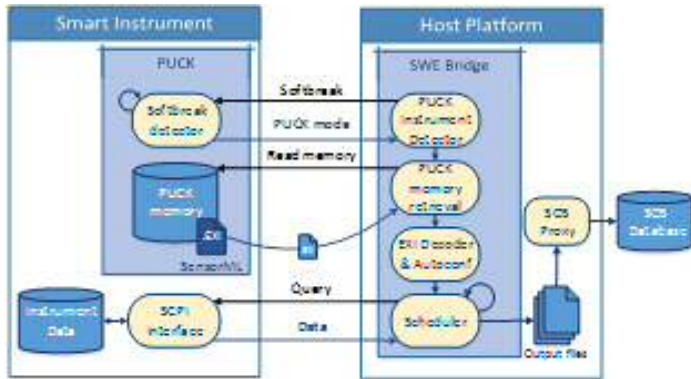 Smart Instrument
Host Platform
PUCK
SWE Bridge
Softbreak
Softbreak
detector
PUCK mode
PUCK
Instrument
Detector
Read memory
PUCK
memory
PUCK
memory
retrieval
EXI
SensorML
EXI Decoder
& Autoconf
SOS
Proxy
SOS
Database
Query
Instrument
Data
SCPI
Interface
Data
Scheduler
Output files